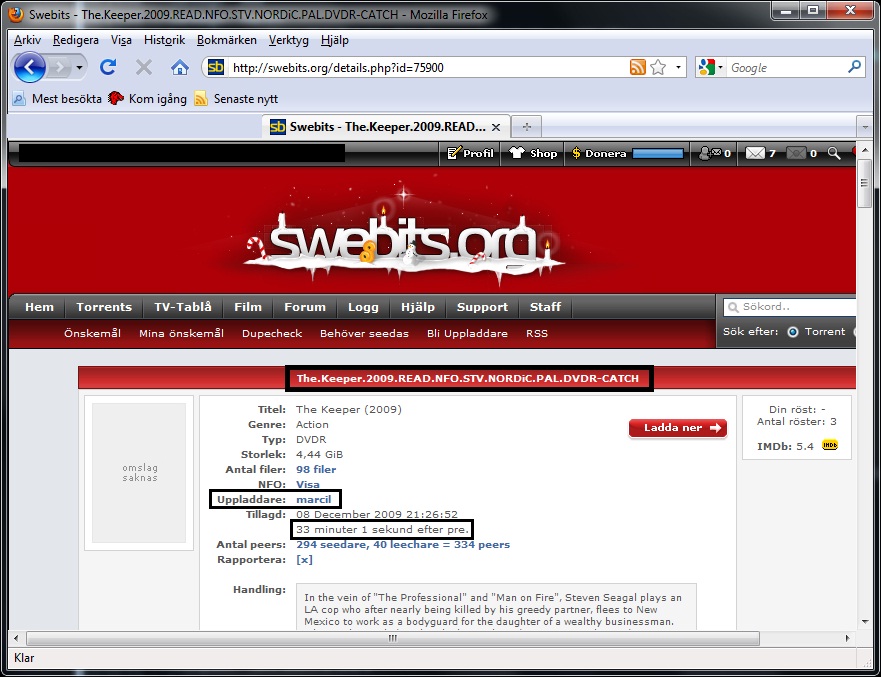 Swebits - The.Keeper.2009.READ.NFO.STV.NORDiC.PAL.DVDR-CATCH - Mozilla Firefox
Arkiv Redigera Visa Historik Bokmärken Verktyg Hjälp
sb http://swebits.org/details.php?id=75900 Google
Mest besökta Kom igång Senaste nytt
sb Swebits - The.Keeper.2009.READ...
Profil Shop $ Donera 0 7 0
swebits.org
Hem Torrents TV-Tablå Film Forum Logg Hjälp Support Staff Sökord..
Önskemål Mina önskemål Dupecheck Behöver seedas Bli Uppladdare RSS Sök efter: Torrent
The.Keeper.2009.READ.NFO.STV.NORDiC.PAL.DVDR-CATCH
omslag
saknas
Titel: The Keeper (2009)
Genre: Action
Typ: DVDR
Storlek: 4,44 GiB
Antal filer: 98 filer
NFO: Visa
Uppladdare: marcil
Tillagd: 08 December 2009 21:26:52
33 minuter 1 sekund efter pre.
Antal peers: 294 seedare, 40 leechare = 334 peers
Rapportera: [x]
Ladda ner
Din röst: -
Antal röster: 3
IMDb: 5.4 IMDb
Handling: In the vein of "The Professional" and "Man on Fire", Steven Seagal plays an
LA cop who after nearly being killed by his greedy partner, flees to New
Mexico to work as a bodyguard for the daughter of a wealthy businessman.
Klar